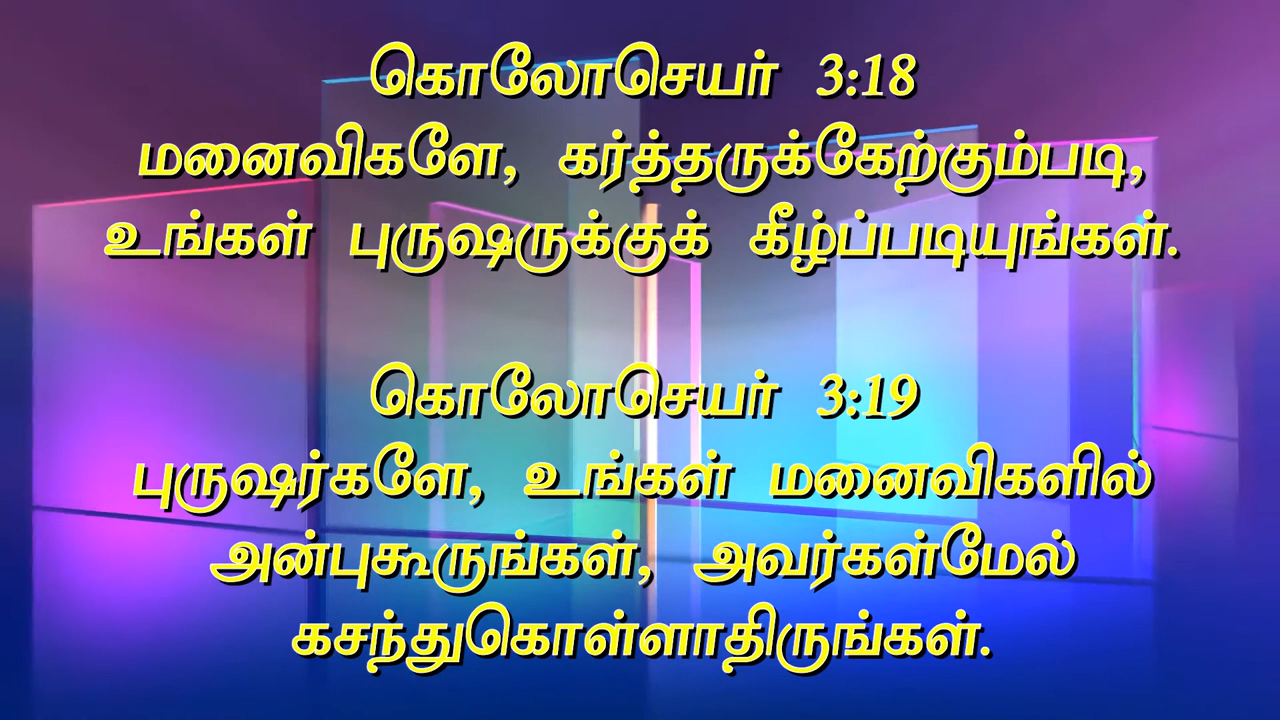 கொலோசெயர் 3:18
மனைவிகளே, கர்த்தருக்கேற்கும்படி,
உங்கள் புருஷருக்குக் கீழ்ப்படியுங்கள்.
கொலோசெயர் 3:19
புருஷர்களே, உங்கள் மனைவிகளில்
அன்புகூருங்கள், அவர்கள்மேல்
கசந்துகொள்ளாதிருங்கள்.